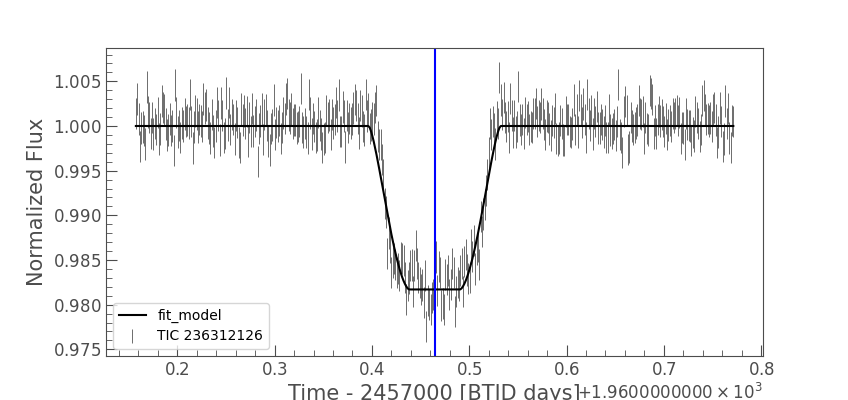 Normalized Flux
1.005
1.000
0.995
0.990
0.985
0.980
0.975
fit_model
TIC 236312126
0.2 0.3 0.4 0.5 0.6 0.7 0.8
Time - 2457000 [BTJD days]
+1.9600000000 × 10³